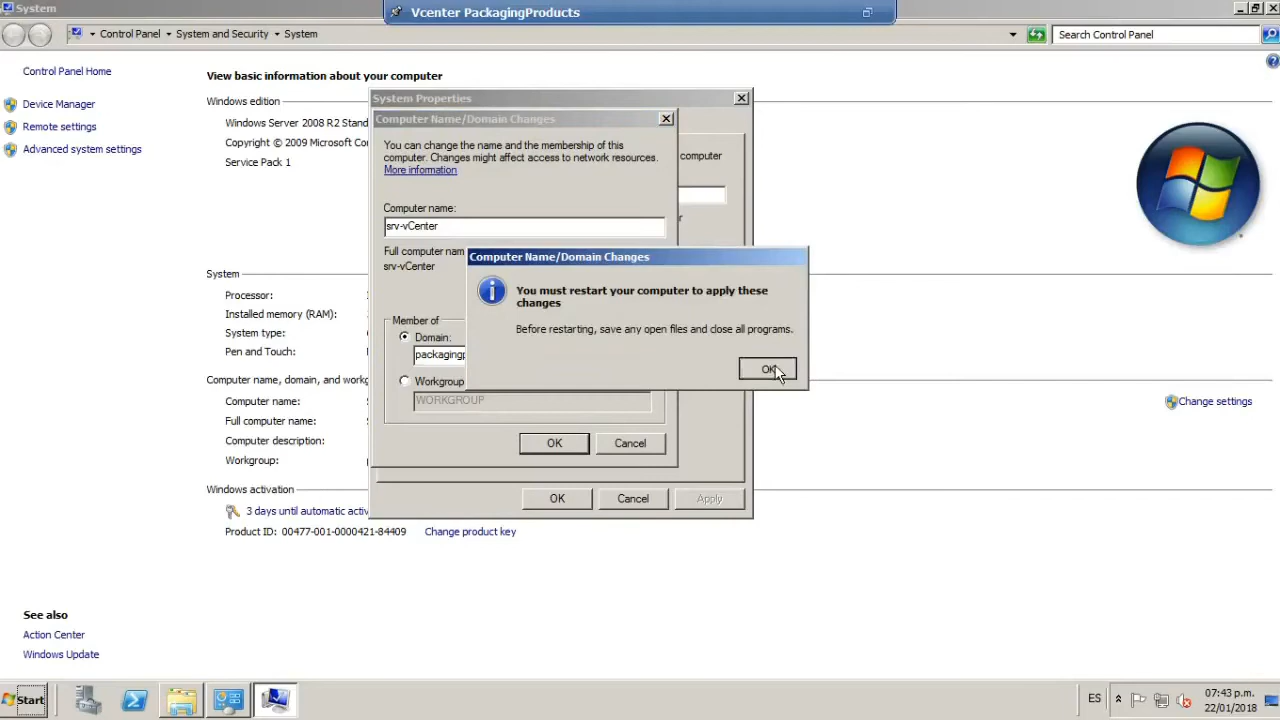 System
Vcenter PackagingProducts
Control Panel
System and Security
System
Search Control Panel
Control Panel Home
Device Manager
Remote settings
Advanced system settings
View basic information about your computer
Windows edition
Windows Server 2008 R2 Stand
Copyright © 2009 Microsoft Co
Service Pack 1
System
Processor:
Installed memory (RAM):
System type:
Pen and Touch:
Computer name, domain, and workg
Computer name:
Full computer name:
Computer description:
Workgroup:
Change settings
Windows activation
3 days until automatic activ
Product ID: 00477-001-0000421-84409
Change product key
See also
Action Center
Windows Update
System Properties
computer
OK
Cancel
Apply
Computer Name/Domain Changes
You can change the name and the membership of this
computer. Changes might affect access to network resources.
More information
Computer name:
srv-vCenter
Full computer nam
srv-vCenter
Member of
Domain:
packagingp
Workgroup
WORKGROUP
OK
Cancel
Computer Name/Domain Changes
You must restart your computer to apply these
changes
Before restarting, save any open files and close all programs.
OK
Start
ES
07:43 p.m.
22/01/2018